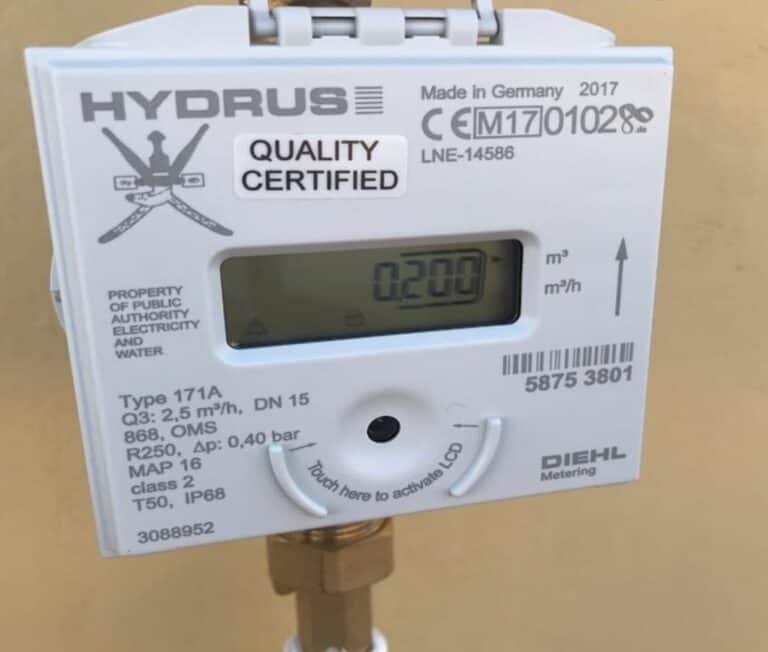 HYDRUS
Made in Germany 2017
CE M17 0102
LNE-14586
QUALITY
CERTIFIED
PROPERTY
OF PUBLIC
AUTHORITY
ELECTRICITY
AND
WATER
0.200
m³
m³/h
5875 3801
Type 171A
Q3: 2,5 m³/h, DN 15
868, OMS
R250, Δp: 0,40 bar
MAP 16
class 2
T50, IP68
3088952
Touch here to activate LCD
DIEHL
Metering